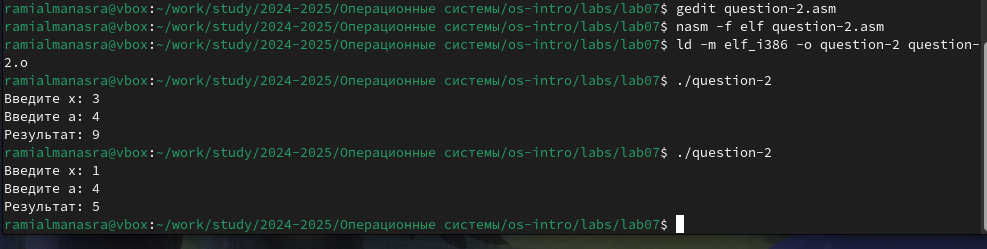 ramialmanasra@vbox:~/work/study/2024-2025/Операционные системы/os-intro/labs/lab07$ gedit question-2.asm
ramialmanasra@vbox:~/work/study/2024-2025/Операционные системы/os-intro/labs/lab07$ nasm -f elf question-2.asm
ramialmanasra@vbox:~/work/study/2024-2025/Операционные системы/os-intro/labs/lab07$ ld -m elf_i386 -o question-2 question-
2.o
ramialmanasra@vbox:~/work/study/2024-2025/Операционные системы/os-intro/labs/lab07$ ./question-2
Введите x: 3
Введите a: 4
Результат: 9
ramialmanasra@vbox:~/work/study/2024-2025/Операционные системы/os-intro/labs/lab07$ ./question-2
Введите x: 1
Введите a: 4
Результат: 5
ramialmanasra@vbox:~/work/study/2024-2025/Операционные системы/os-intro/labs/lab07$